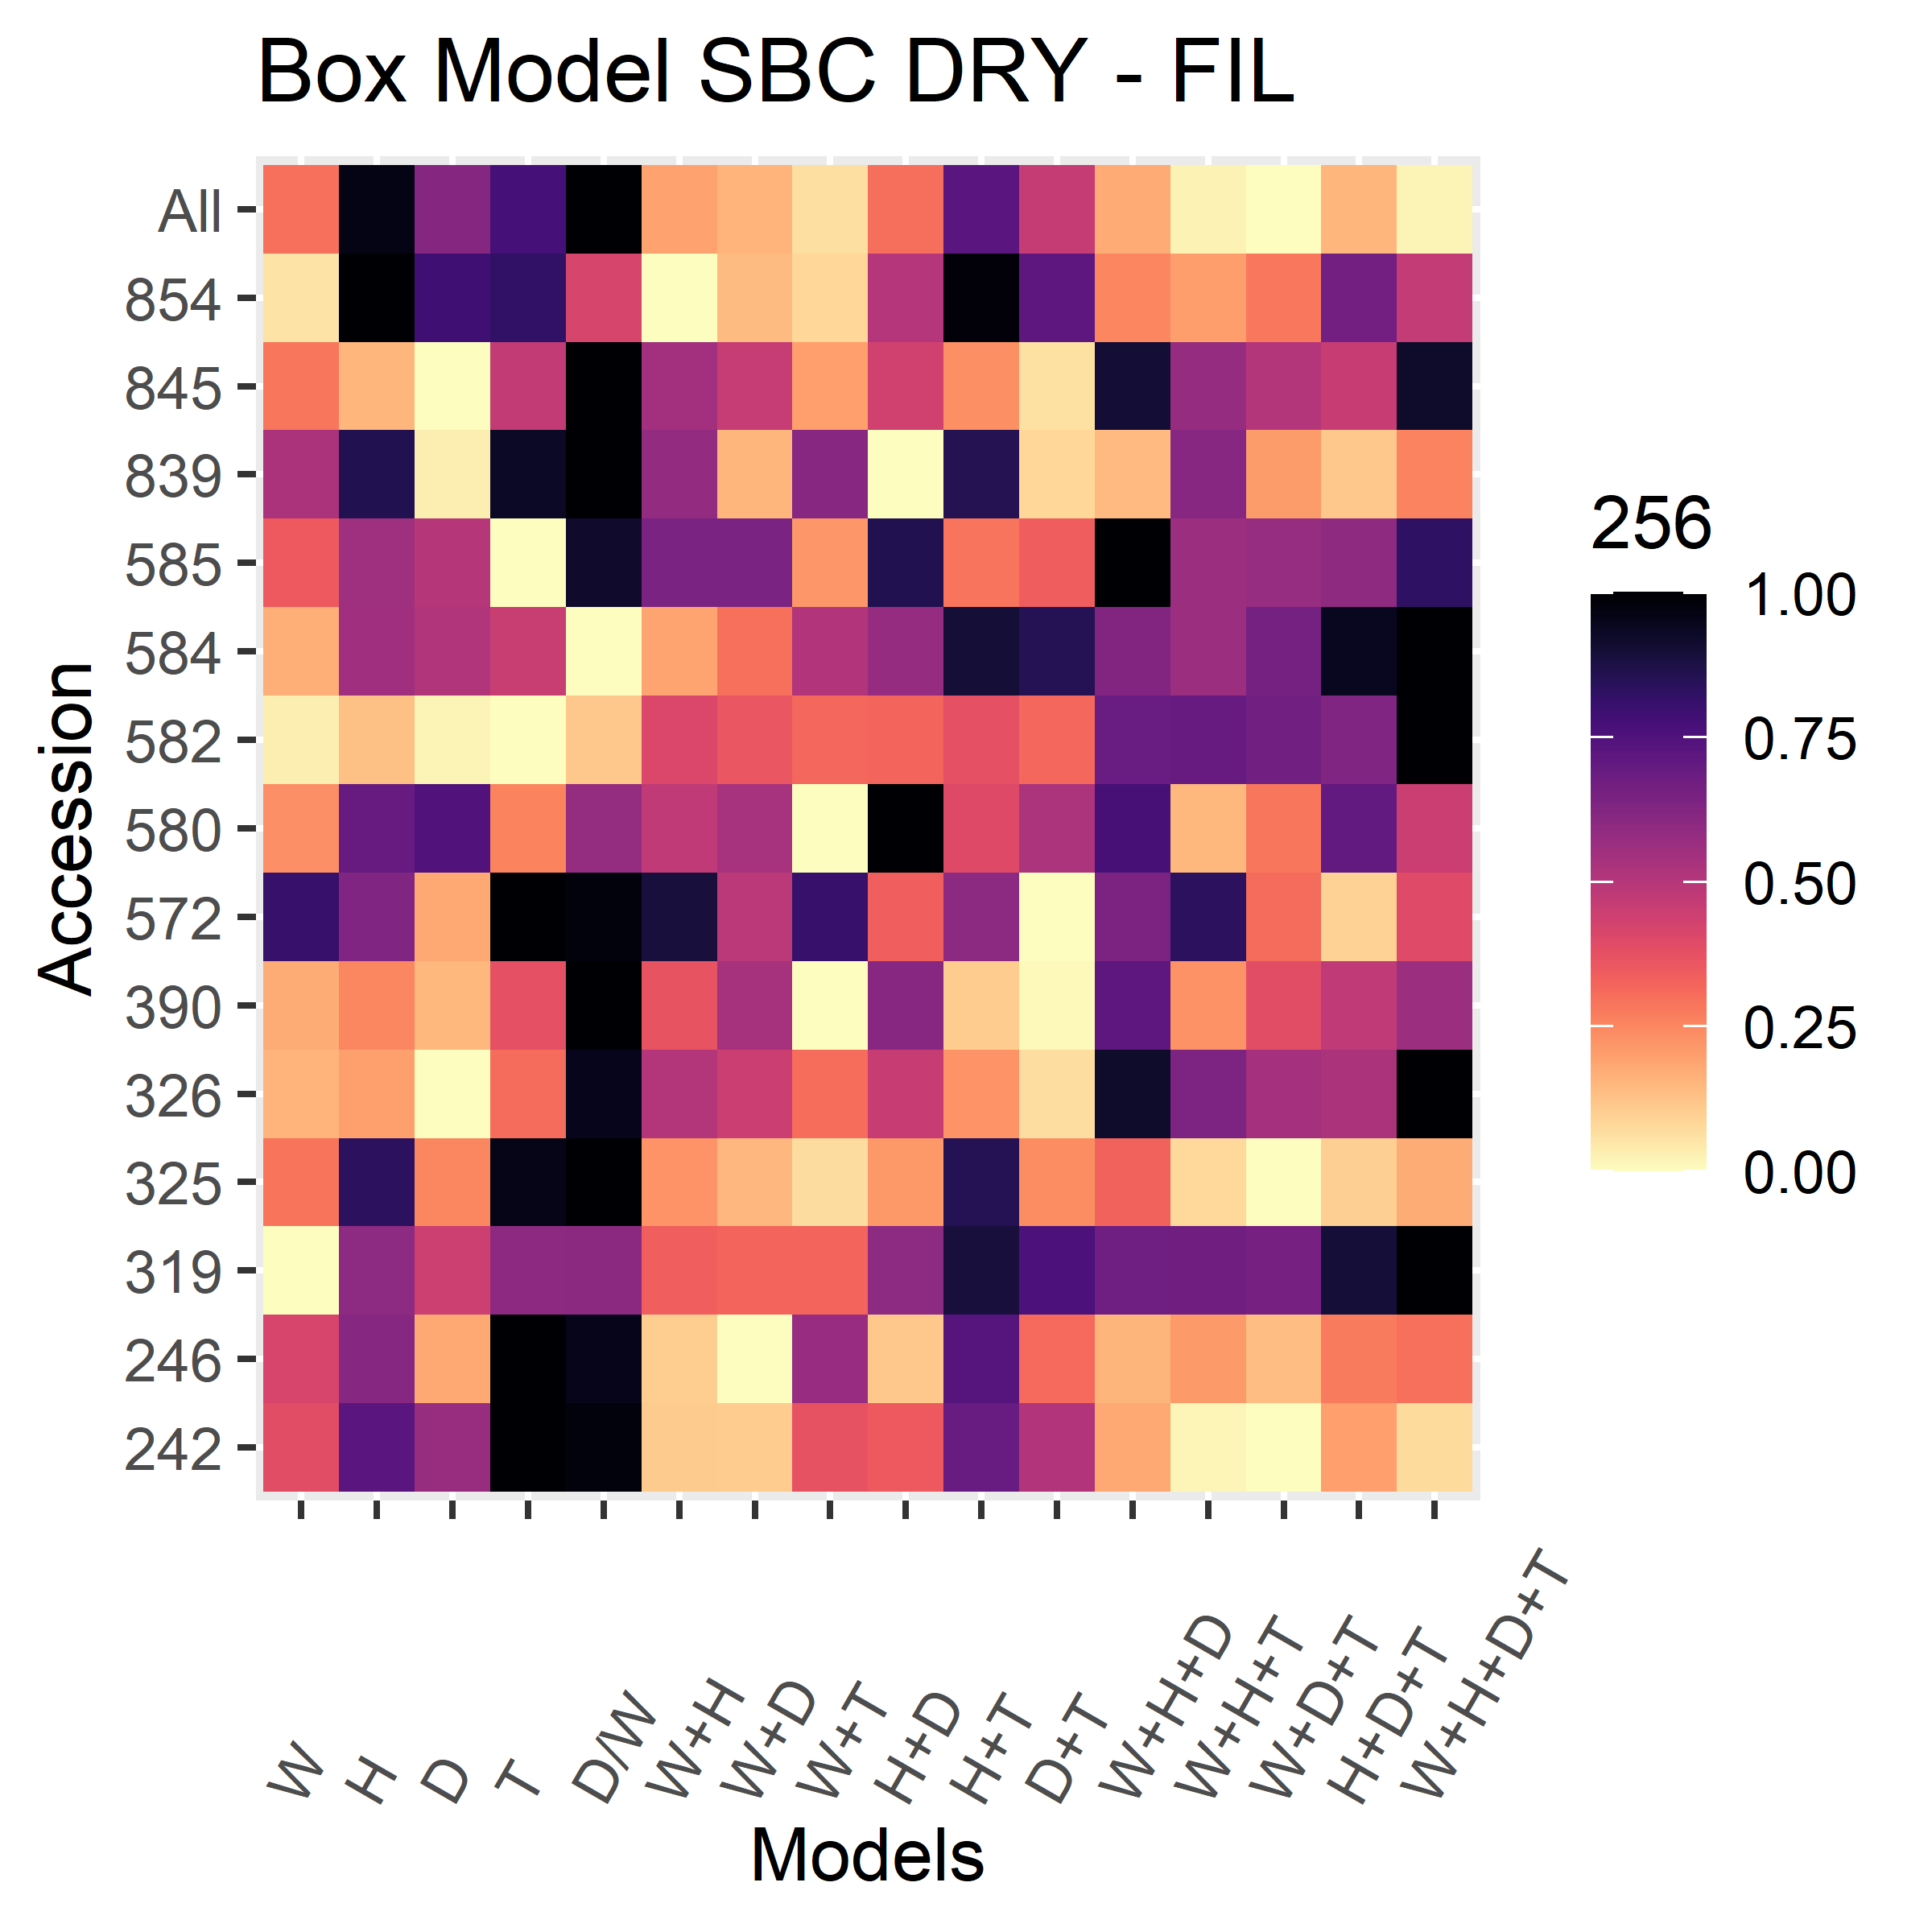 Box Model SBC DRY - FIL
Accession
All
854
845
839
585
584
582
580
572
390
326
325
319
246
242
256
1.00
0.75
0.50
0.25
0.00
W
H
D
T
D/W
W+H
W+D
W+T
H+D
H+T
D+T
W+H+D
W+H+T
W+D+T
H+D+T
W+H+D+T
Models